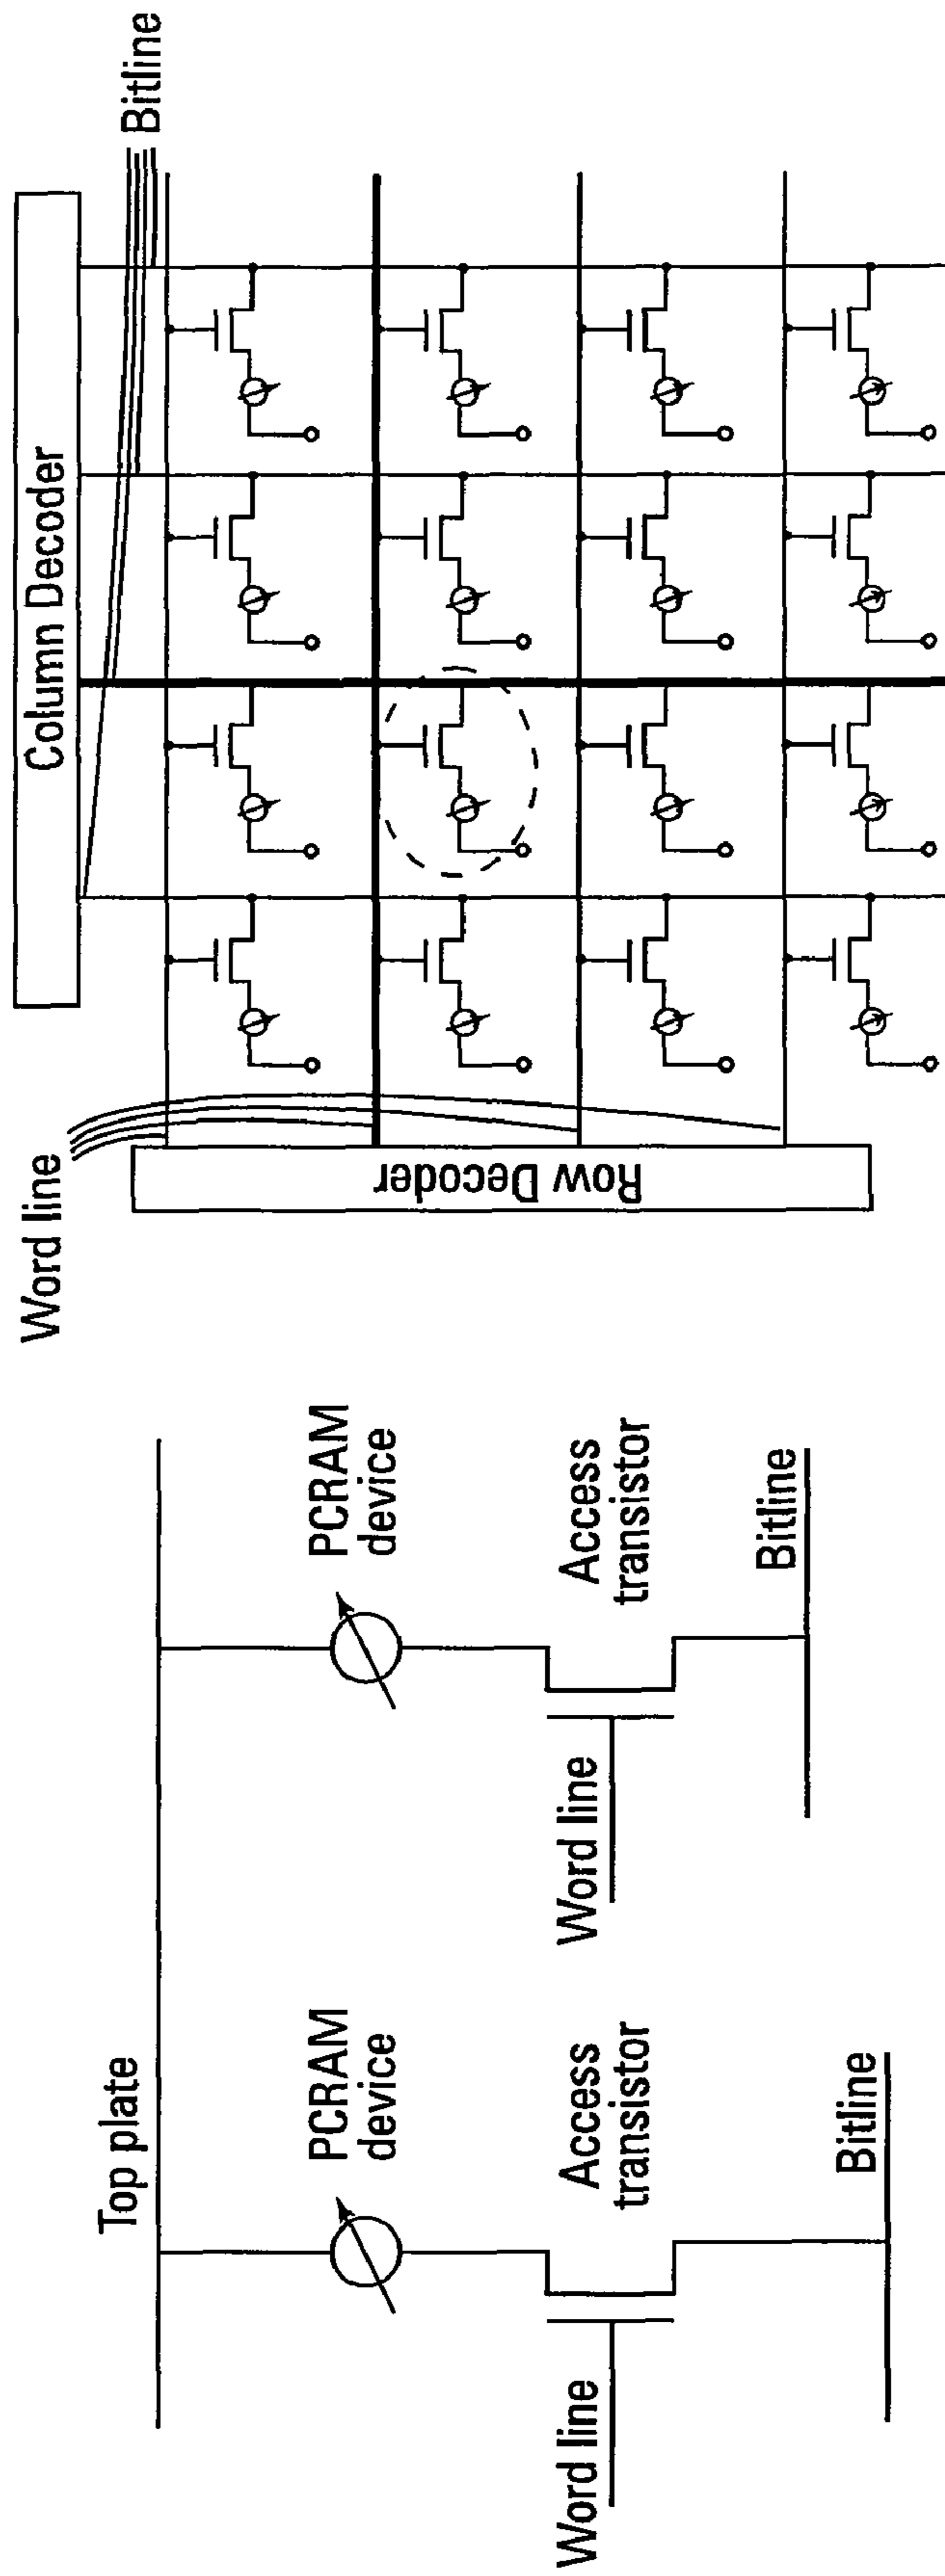 Top plate
PCRAM
device
PCRAM
device
Word line
Access
transistor
Word line
Access
transistor
Bitline
Bitline
Word line
Column Decoder
Bitline
Row Decoder